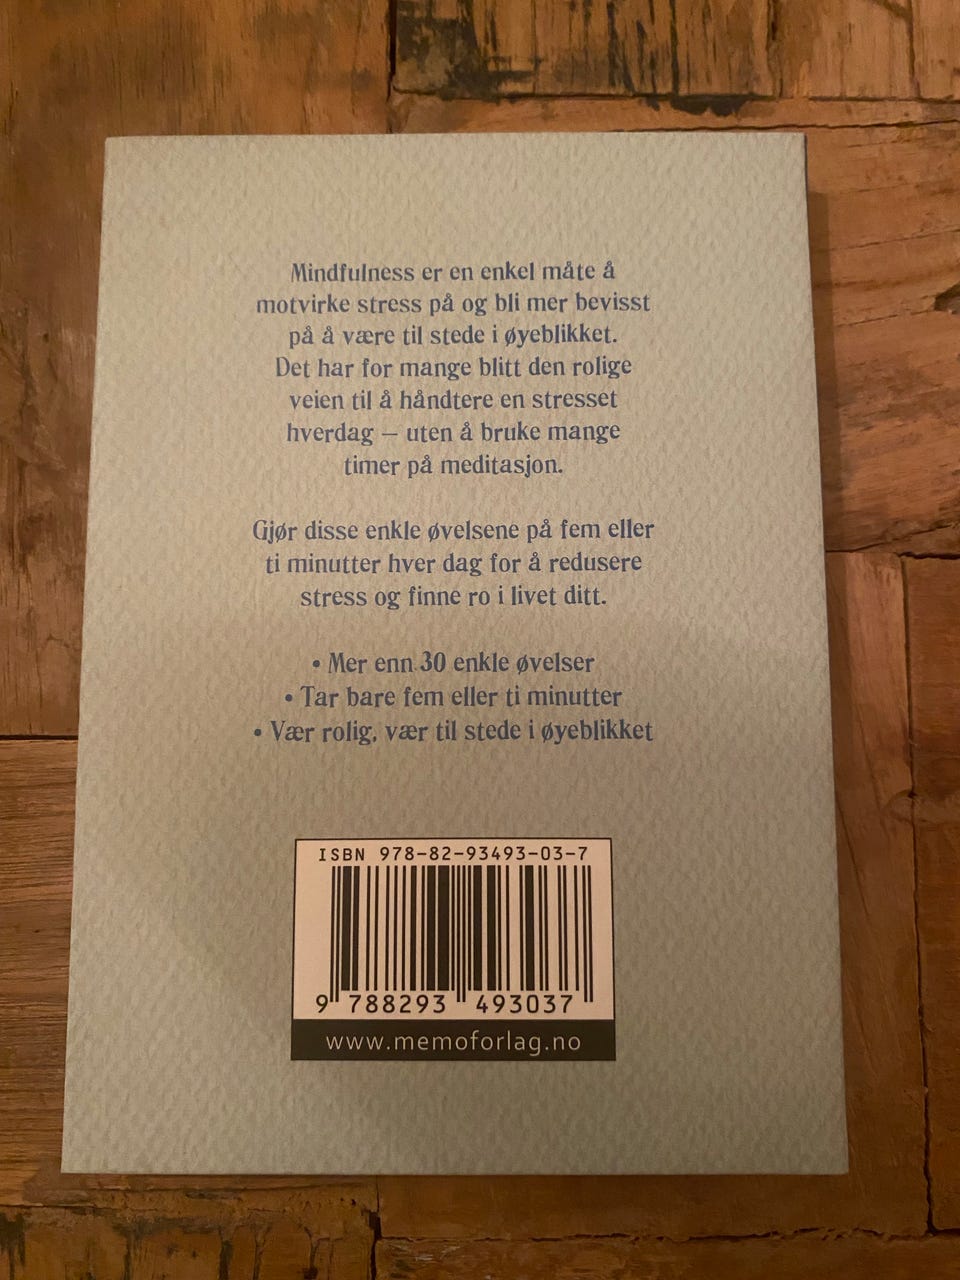 Mindfulness er en enkel måte å
motvirke stress på og bli mer bevisst
på å være til stede i øyeblikket.
Det har for mange blitt den rolige
veien til å håndtere en stresset
hverdag – uten å bruke mange
timer på meditasjon.
Gjør disse enkle øvelsene på fem eller
ti minutter hver dag for å redusere
stress og finne ro i livet ditt.
• Mer enn 30 enkle øvelser
• Tar bare fem eller ti minutter
• Vær rolig, vær til stede i øyeblikket
ISBN 978-82-93493-03-7
9 788293 493037
www.memoforlag.no